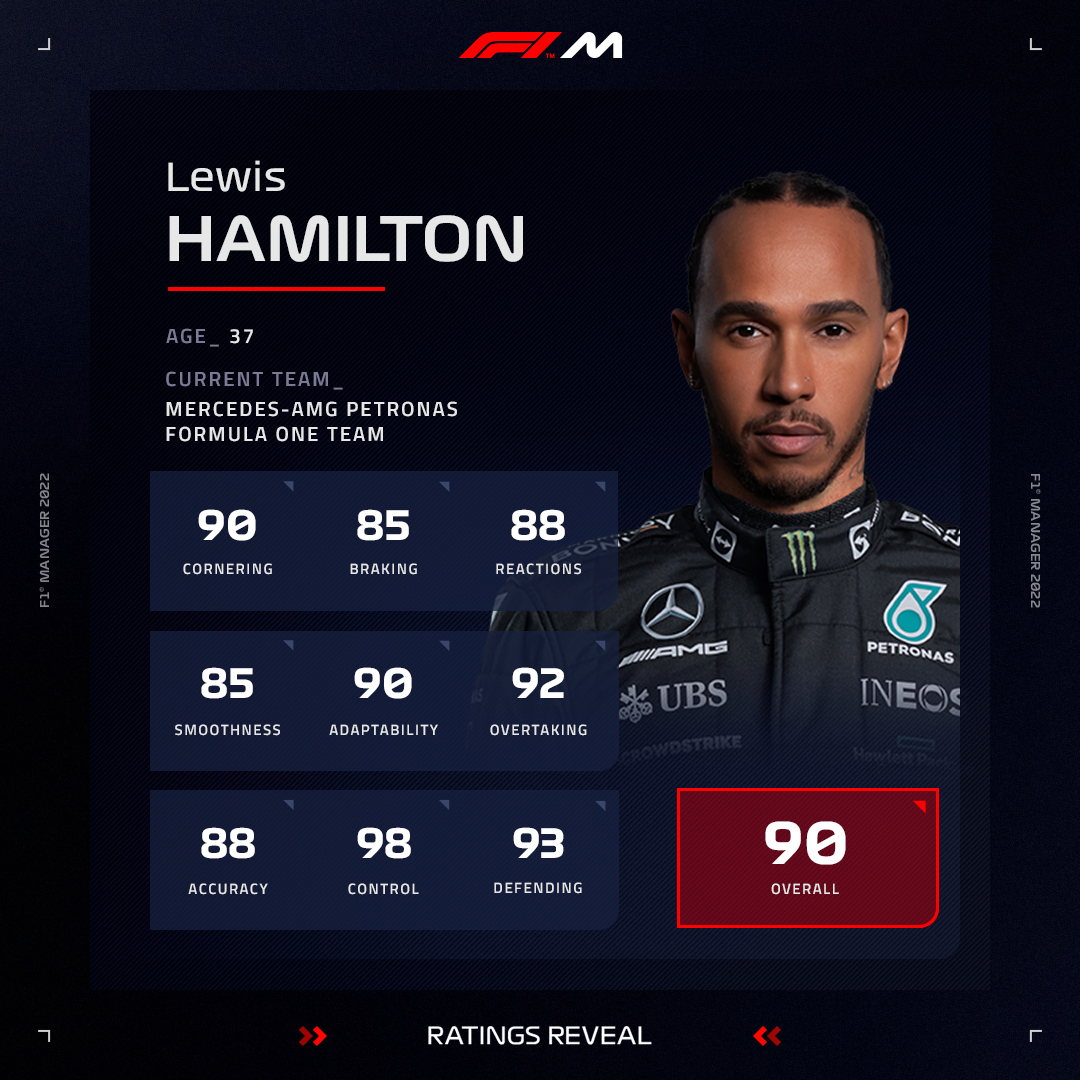 F1 M
Lewis
HAMILTON
AGE_ 37
CURRENT TEAM_
MERCEDES-AMG PETRONAS
FORMULA ONE TEAM
90 85 88
CORNERING BRAKING REACTIONS
85 90 92
SMOOTHNESS ADAPTABILITY OVERTAKING
88 98 93
ACCURACY CONTROL DEFENDING
90
OVERALL
AMG
PETRONAS
UBS
INEOS
CROWDSTRIKE
F1® MANAGER 2022
F1® MANAGER 2022
RATINGS REVEAL